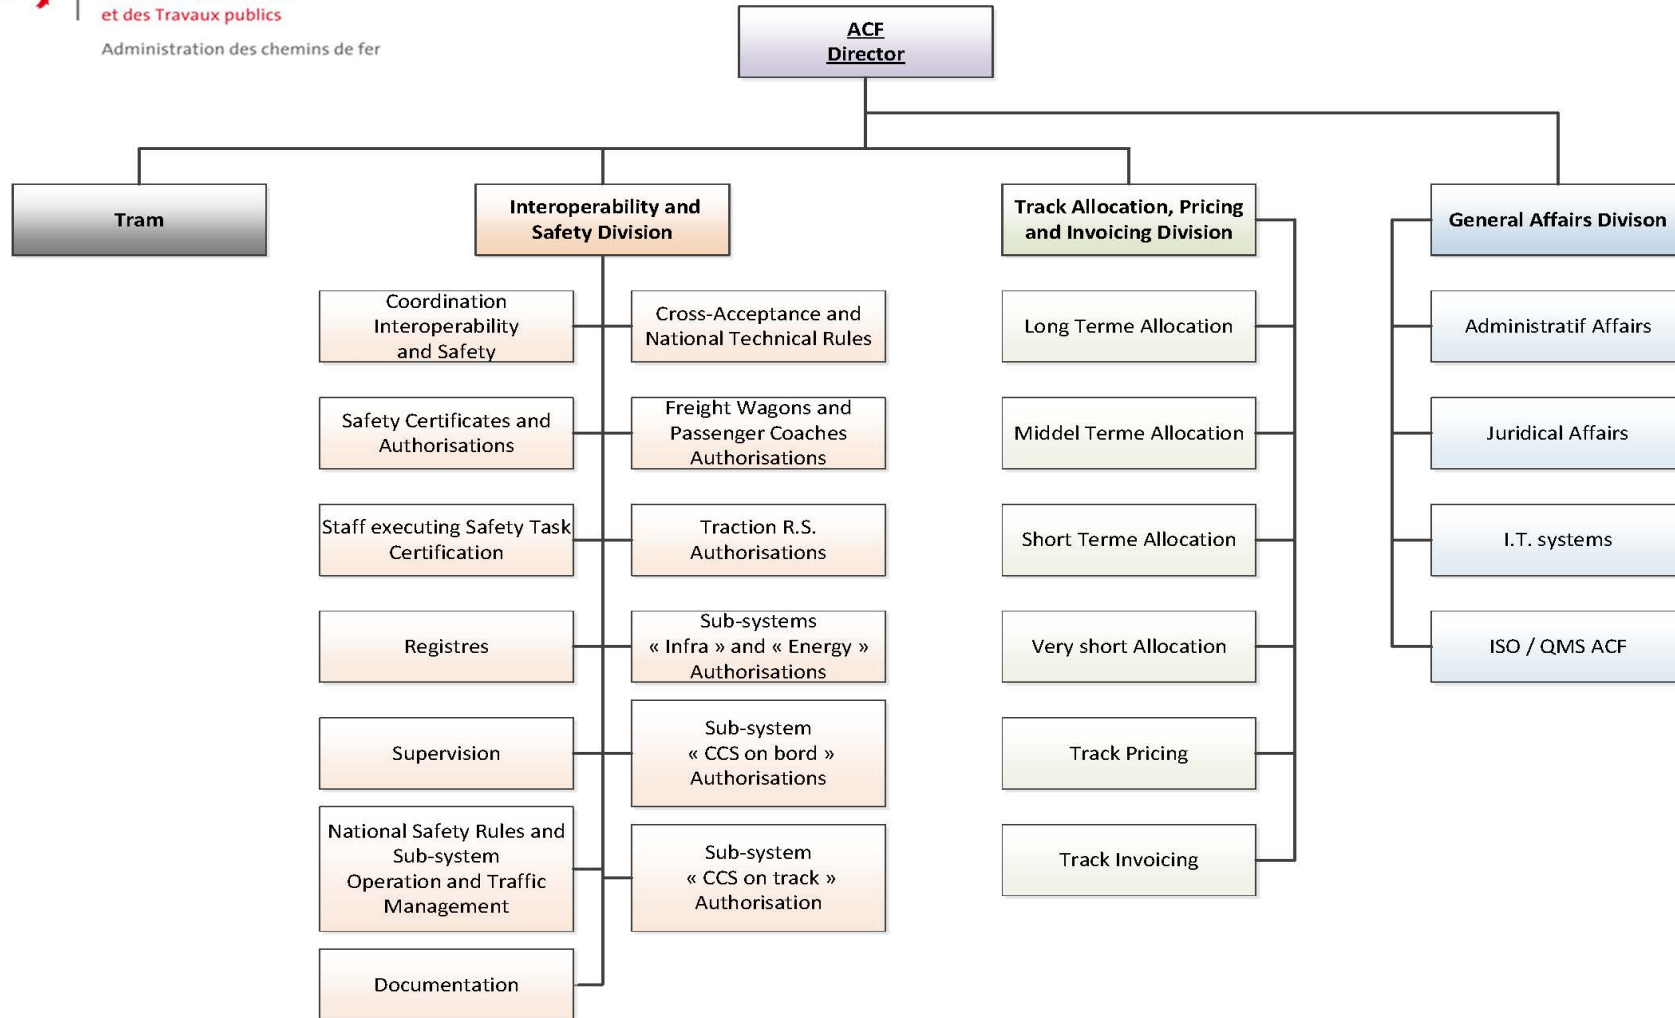 et des Travaux publics
Administration des chemins de fer
ACF
Director
Tram
Interoperability and
Safety Division
Track Allocation, Pricing
and Invoicing Division
General Affairs Divison
Coordination
Interoperability
and Safety
Cross-Acceptance and
National Technical Rules
Long Terme Allocation
Administratif Affairs
Safety Certificates and
Authorisations
Freight Wagons and
Passenger Coaches
Authorisations
Middel Terme Allocation
Juridical Affairs
Staff executing Safety Task
Certification
Traction R.S.
Authorisations
Short Terme Allocation
I.T. systems
Registres
Sub-systems
« Infra » and « Energy »
Authorisations
Very short Allocation
ISO / QMS ACF
Supervision
Sub-system
« CCS on bord »
Authorisations
Track Pricing
National Safety Rules and
Sub-system
Operation and Traffic
Management
Sub-system
« CCS on track »
Authorisation
Track Invoicing
Documentation